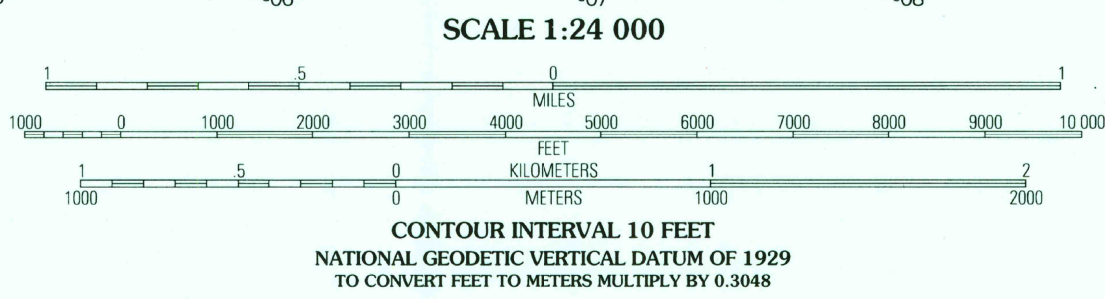 SCALE 1:24 000
1 .5 0 1
MILES
1000 0 1000 2000 3000 4000 5000 6000 7000 8000 9000 10 000
FEET
1 .5 0 KILOMETERS 1 2
1000 0 METERS 1000 2000
CONTOUR INTERVAL 10 FEET
NATIONAL GEODETIC VERTICAL DATUM OF 1929
TO CONVERT FEET TO METERS MULTIPLY BY 0.3048